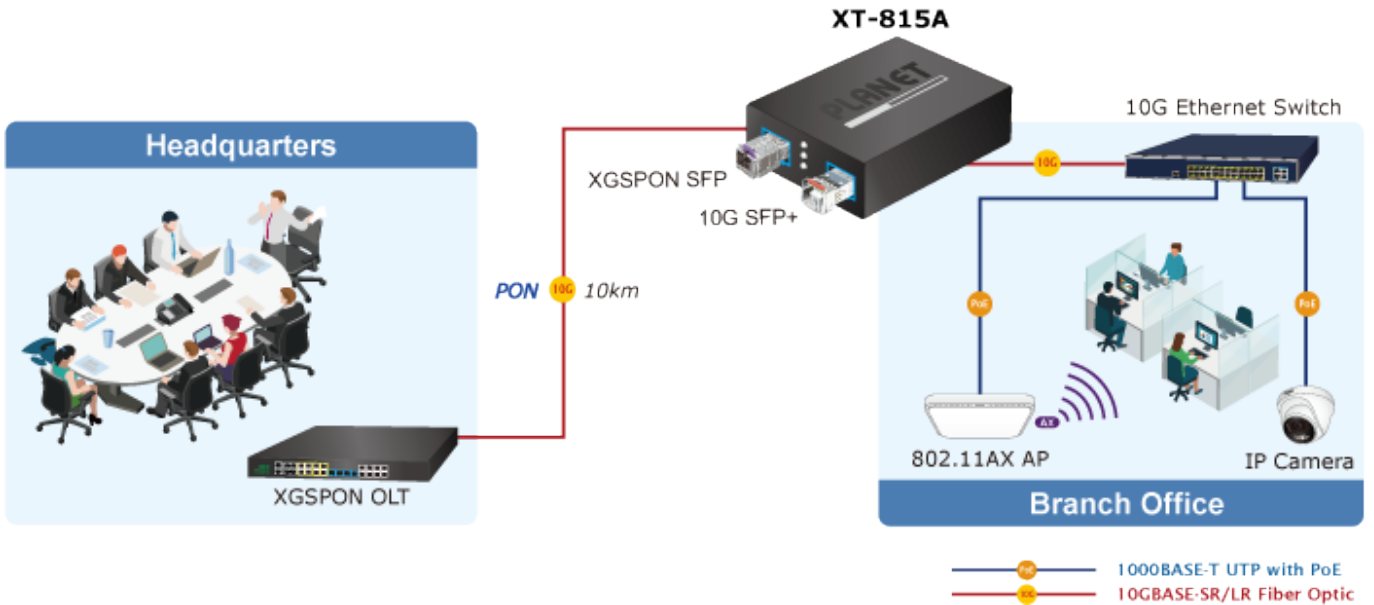 XT-815A
PLANET
10G Ethernet Switch
Headquarters
XGSPON SFP
10G
10G SFP+
PON 10G 10km
PoE
PoE
AX
802.11AX AP
IP Camera
XGSPON OLT
Branch Office
PoE 1000BASE-T UTP with PoE
10G 10GBASE-SR/LR Fiber Optic